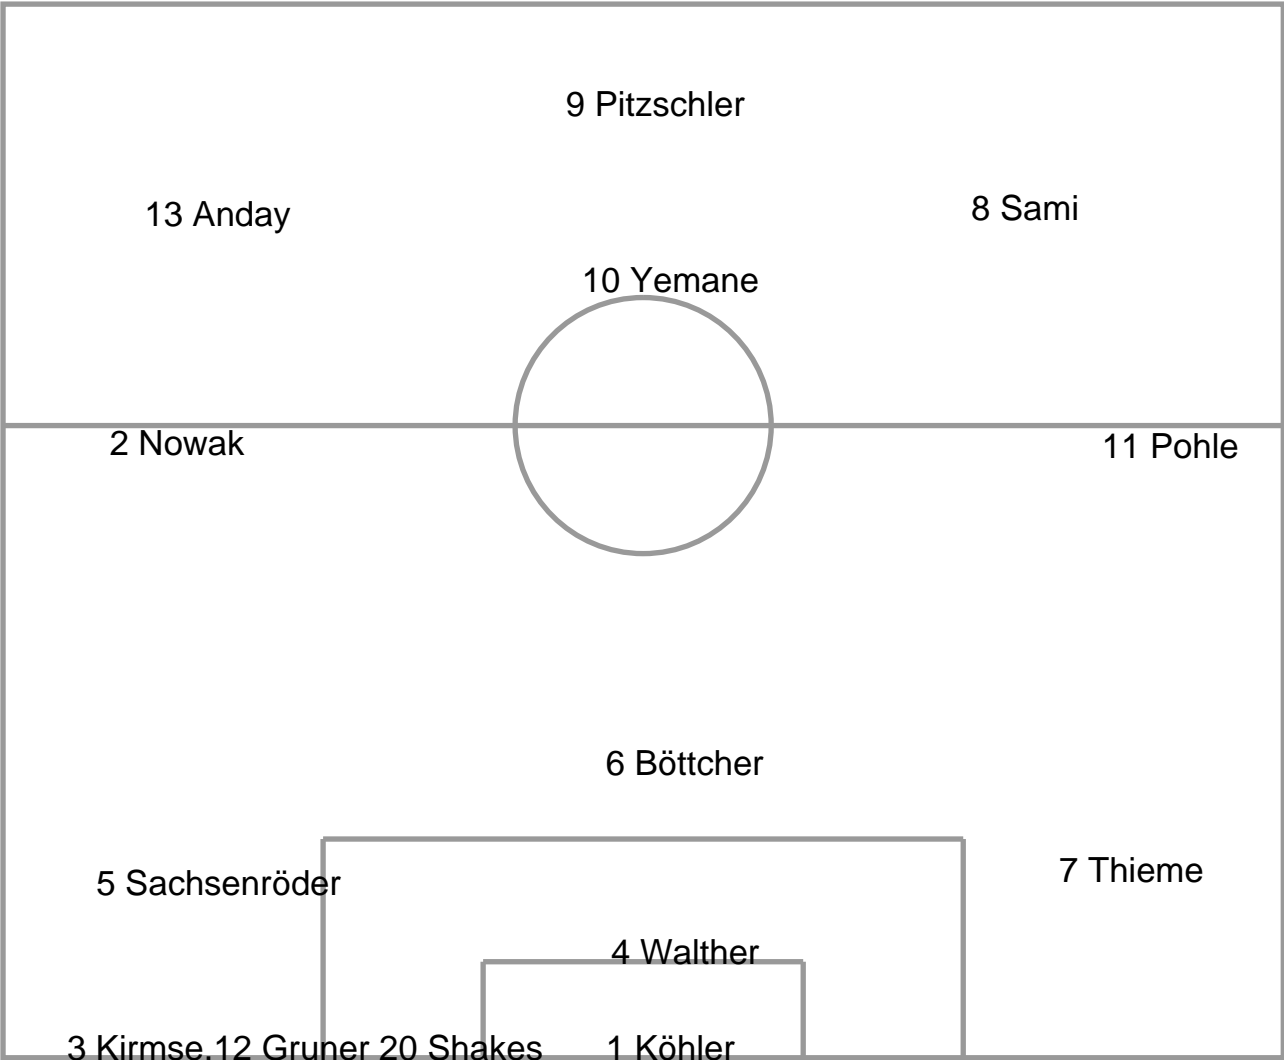 9 Pitzschler
13 Anday
8 Sami
10 Yemane
2 Nowak
11 Pohle
6 Böttcher
5 Sachsenröder
7 Thieme
4 Walther
3 Kirmse,12 Gruner 20 Shakes
1 Köhler